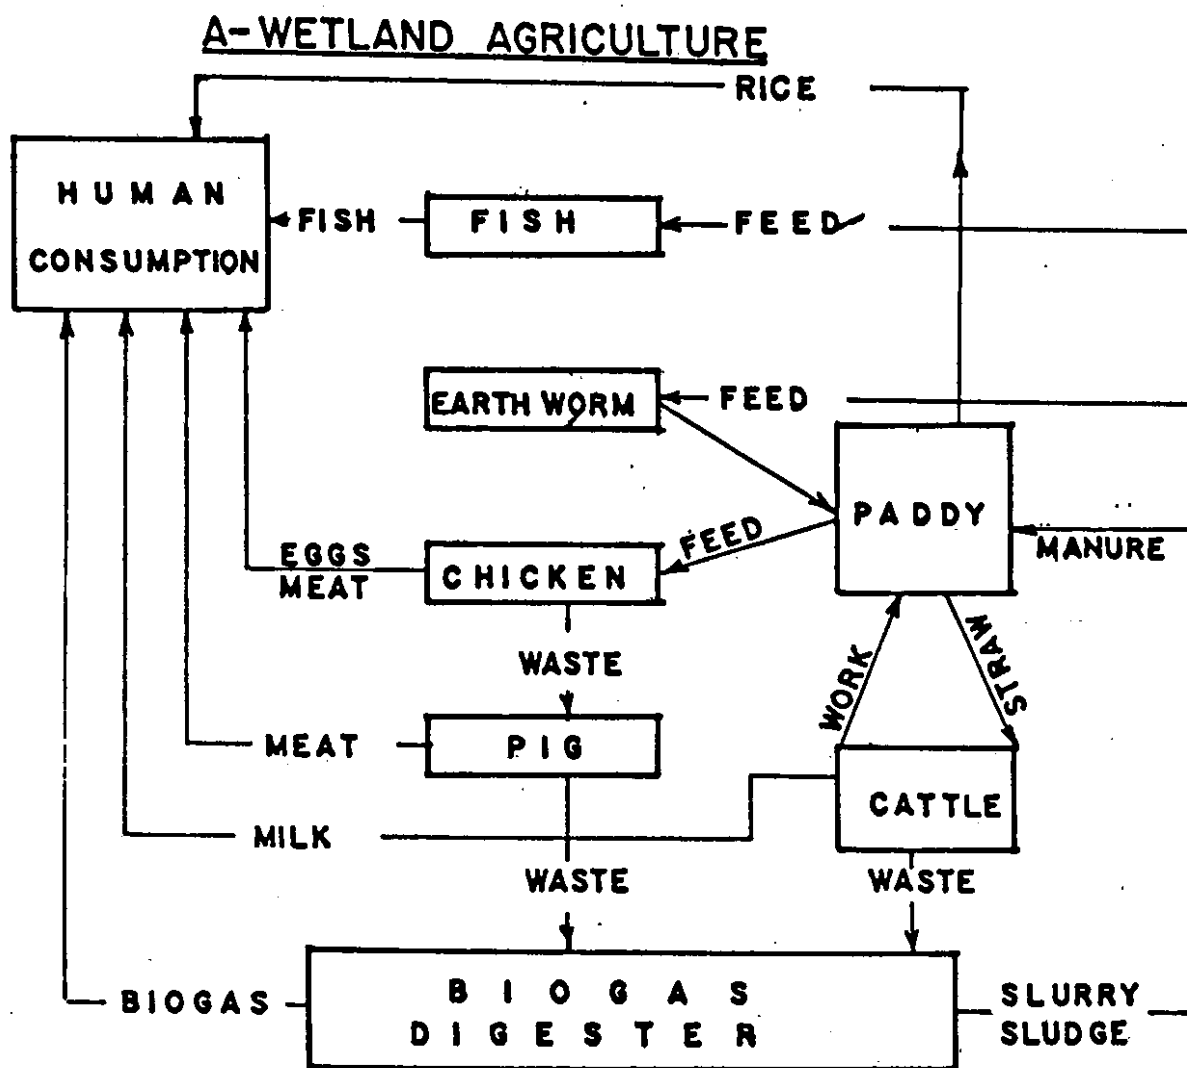 A-WETLAND AGRICULTURE
RICE
HUMAN
CONSUMPTION
FISH
FISH
FEED
EARTH WORM
FEED
PADDY
MANURE
FEED
EGGS
MEAT
CHICKEN
WASTE
WORK
STRAW
MEAT
PIG
CATTLE
MILK
WASTE
WASTE
BIOGAS
BIOGAS
DIGESTER
SLURRY
SLUDGE